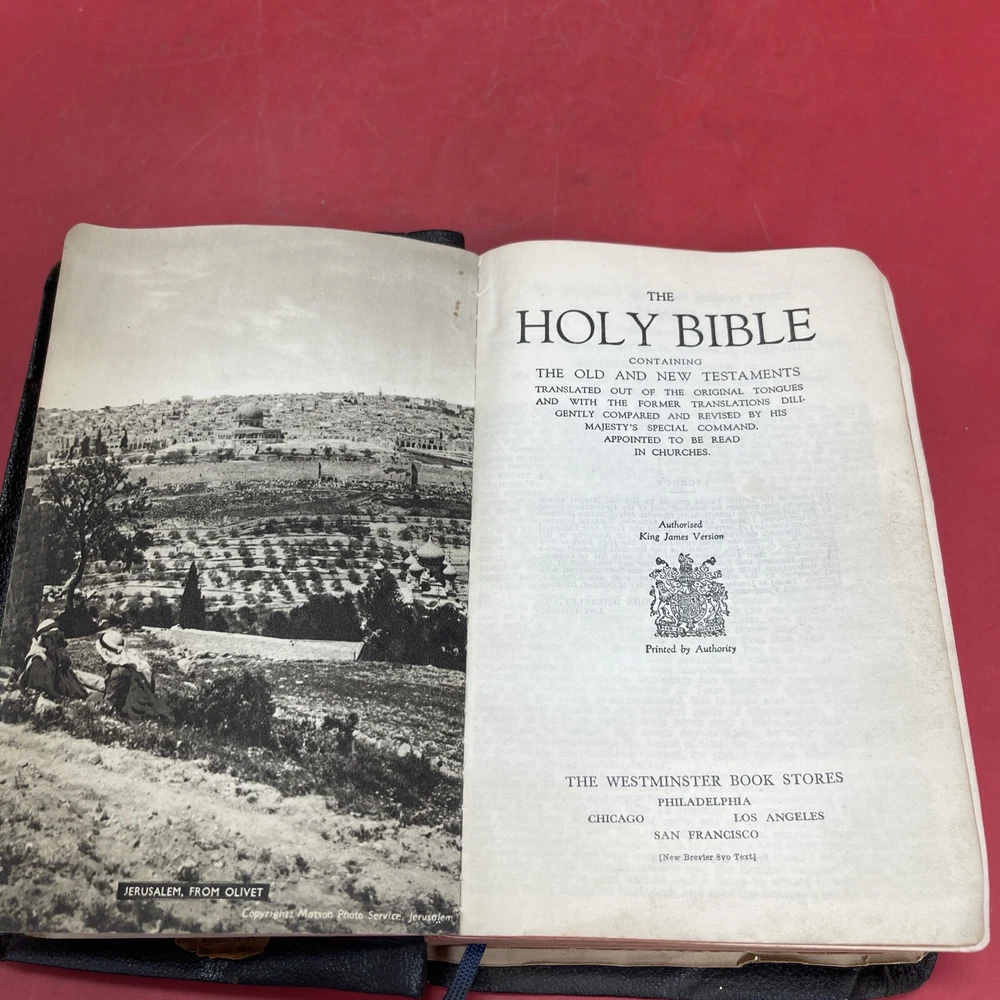 JERUSALEM, FROM OLIVET
Copyright: Matson Photo Service, Jerusalem
THE
HOLY BIBLE
CONTAINING
THE OLD AND NEW TESTAMENTS
TRANSLATED OUT OF THE ORIGINAL TONGUES
AND WITH THE FORMER TRANSLATIONS DILI-
GENTLY COMPARED AND REVISED BY HIS
MAJESTY'S SPECIAL COMMAND.
APPOINTED TO BE READ
IN CHURCHES.
Authorised
King James Version
Printed by Authority
THE WESTMINSTER BOOK STORES
PHILADELPHIA
CHICAGO LOS ANGELES
SAN FRANCISCO
[New Brevier 8vo Text]